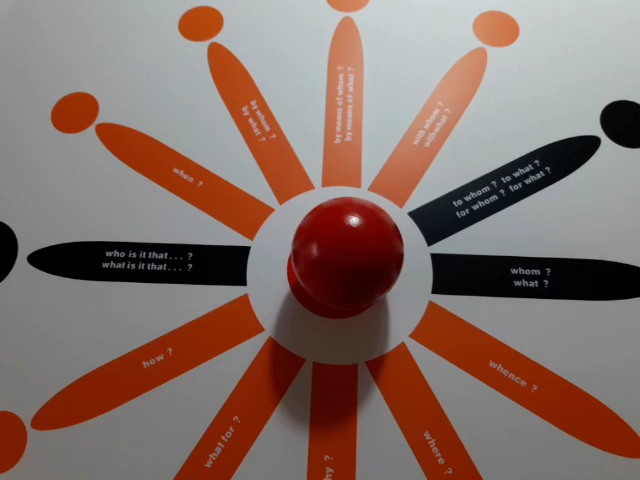 by means of whom ?
by means of what ?
by whom ?
by what ?
with whom ?
with what ?
when ?
to whom ? to what ?
for whom ? for what ?
who is it that . . . ?
what is it that . . . ?
whom ?
what ?
how ?
whence ?
what for ?
where ?
hy ?